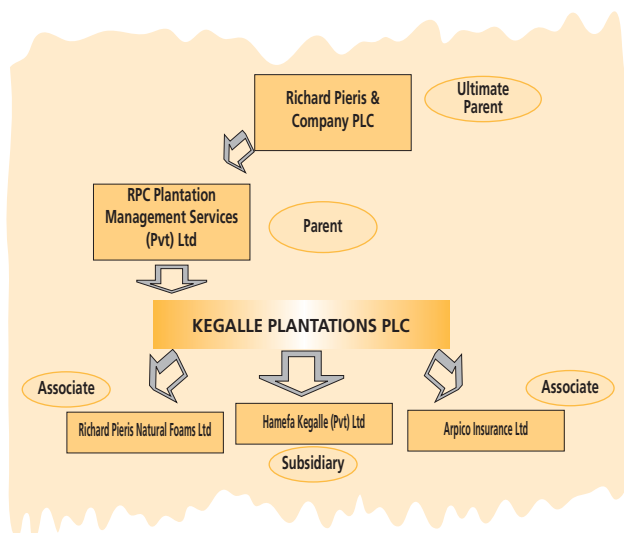 Richard Pieris &
Company PLC
Ultimate
Parent
RPC Plantation
Management Services
(Pvt) Ltd
Parent
KEGALLE PLANTATIONS PLC
Associate
Richard Pieris Natural Foams Ltd
Hamefa Kegalle (Pvt) Ltd
Subsidiary
Associate
Arpico Insurance Ltd